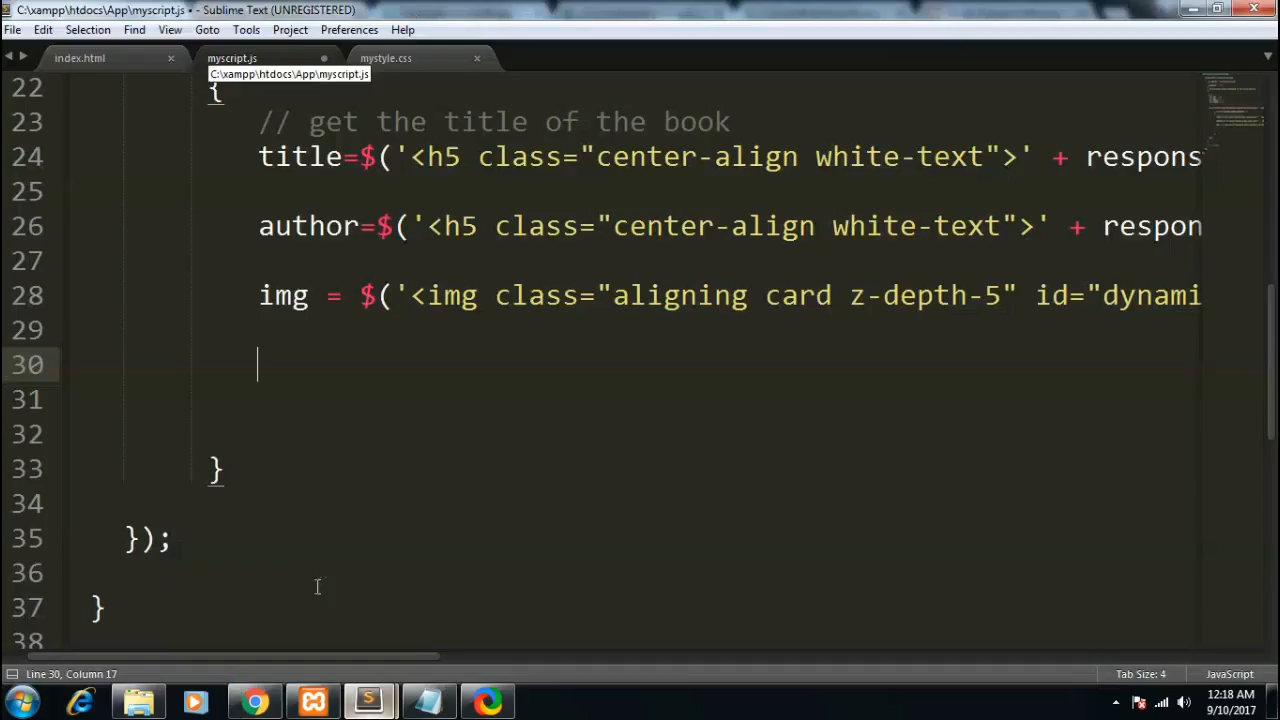 C:\xampp\htdocs\App\myscript.js • - Sublime Text (UNREGISTERED)
File Edit Selection Find View Goto Tools Project Preferences Help
index.html × myscript.js mystyle.css ×
C:\xampp\htdocs\App\myscript.js
22 {
23 // get the title of the book
24 title=$('<h5 class="center-align white-text">' + respons
25
26 author=$('<h5 class="center-align white-text">' + respon
27
28 img = $('<img class="aligning card z-depth-5" id="dynami
29
30
31
32
33 }
34
35 });
36
37 }
38
Line 30, Column 17 Tab Size: 4 JavaScript
12:18 AM
9/10/2017